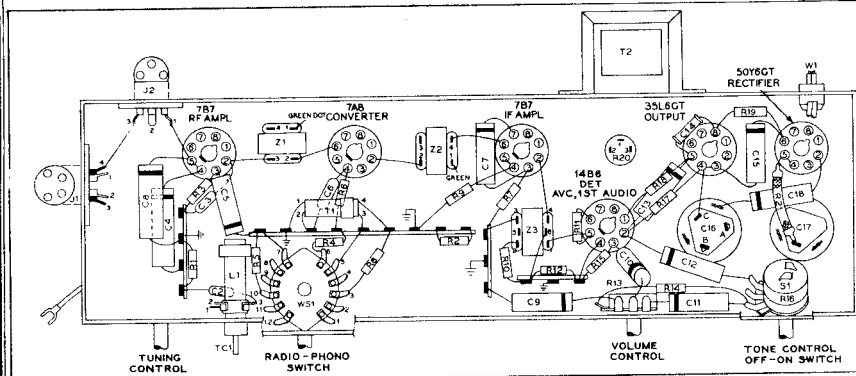 T2
J2
W1
50Y6GT
RECTIFIER
35L6GT
OUTPUT
7B7
RF AMPL
GREEN DOT
7A8
CONVERTER
7B7
IF AMPL
14B6
DET
AVC, 1ST AUDIO
Z1
Z2
GREEN
C7
R20
C14
R19
C15
C18
C16
C17
J1
C8
C4
R3
C3
C5
C6
R6
T1
R9
R7
Z3
R11
C13
R18
R17
R1
C2
L1
R5
R4
R8
R2
WS1
R10
R12
R15
C10
R13
C12
R14
C9
C11
S1
R16
TC1
TUNING
CONTROL
RADIO - PHONO
SWITCH
VOLUME
CONTROL
TONE CONTROL
OFF-ON SWITCH